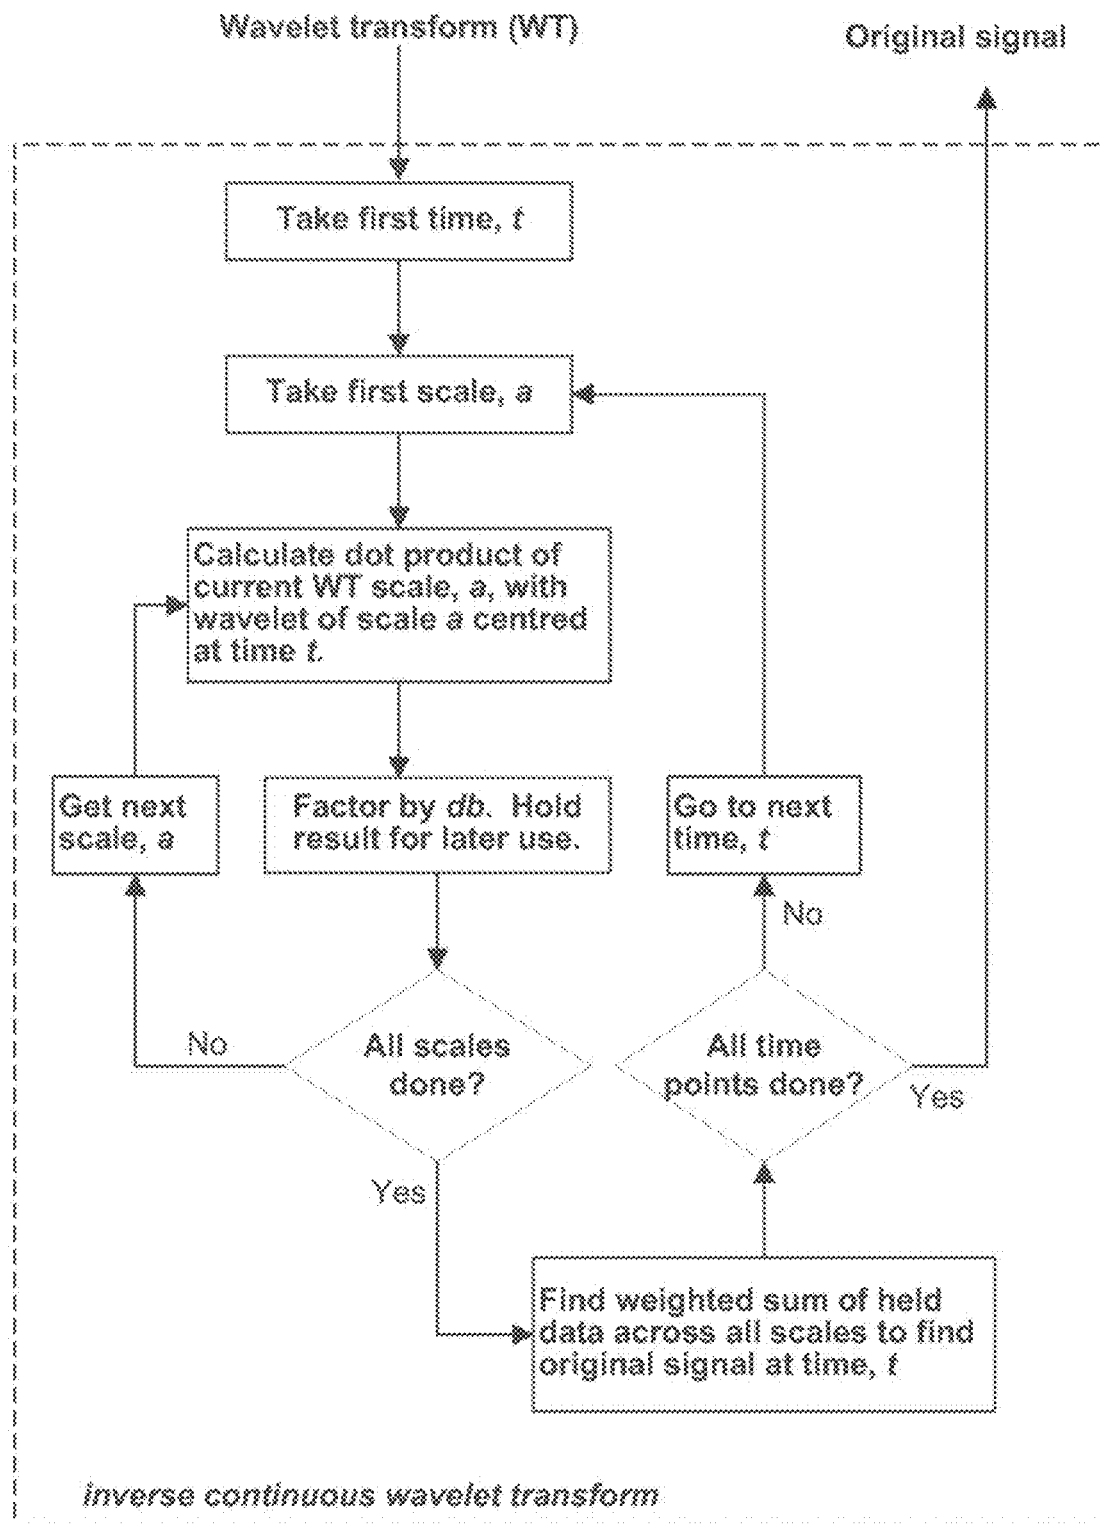 Wavelet transform (WT)
Original signal
Take first time, t
Take first scale, a
Calculate dot product of
current WT scale, a, with
wavelet of scale a centred
at time t.
Get next
scale, a
Factor by db. Hold
result for later use.
Go to next
time, t
No
No
All scales
done?
All time
points done?
Yes
Yes
Find weighted sum of held
data across all scales to find
original signal at time, t
inverse continuous wavelet transform